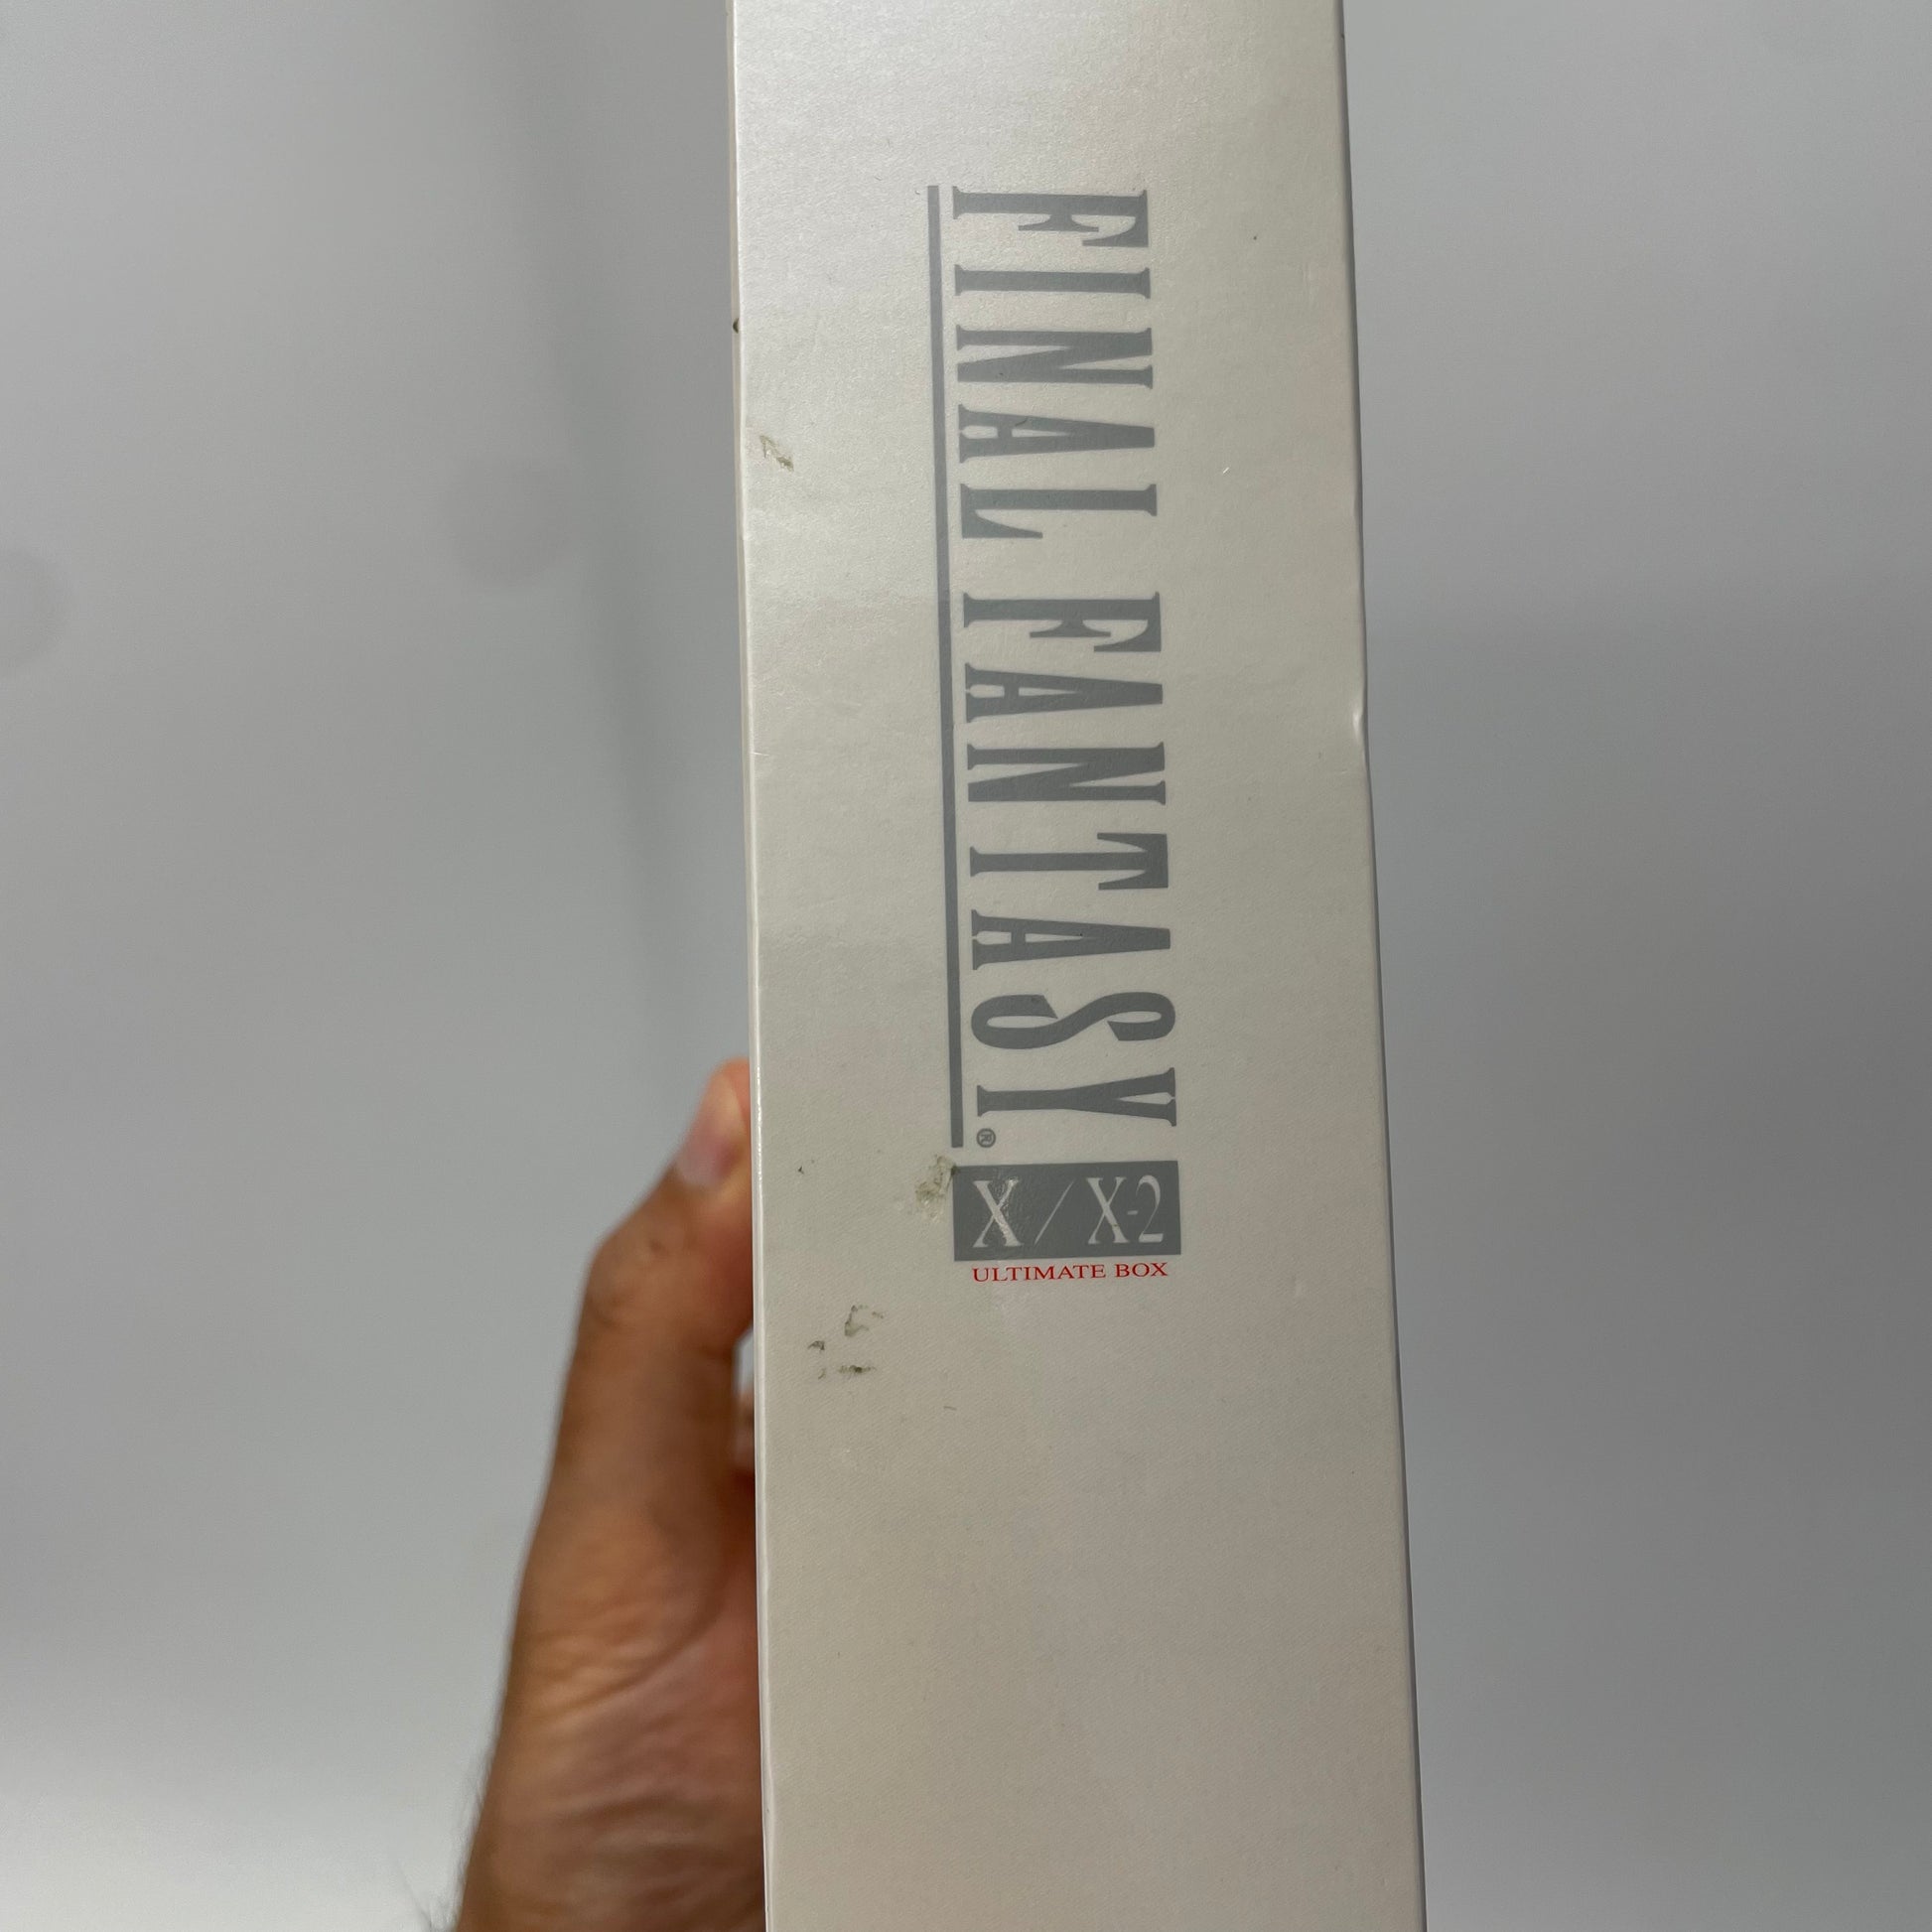 FINAL FANTASY®
X/X-2
ULTIMATE BOX